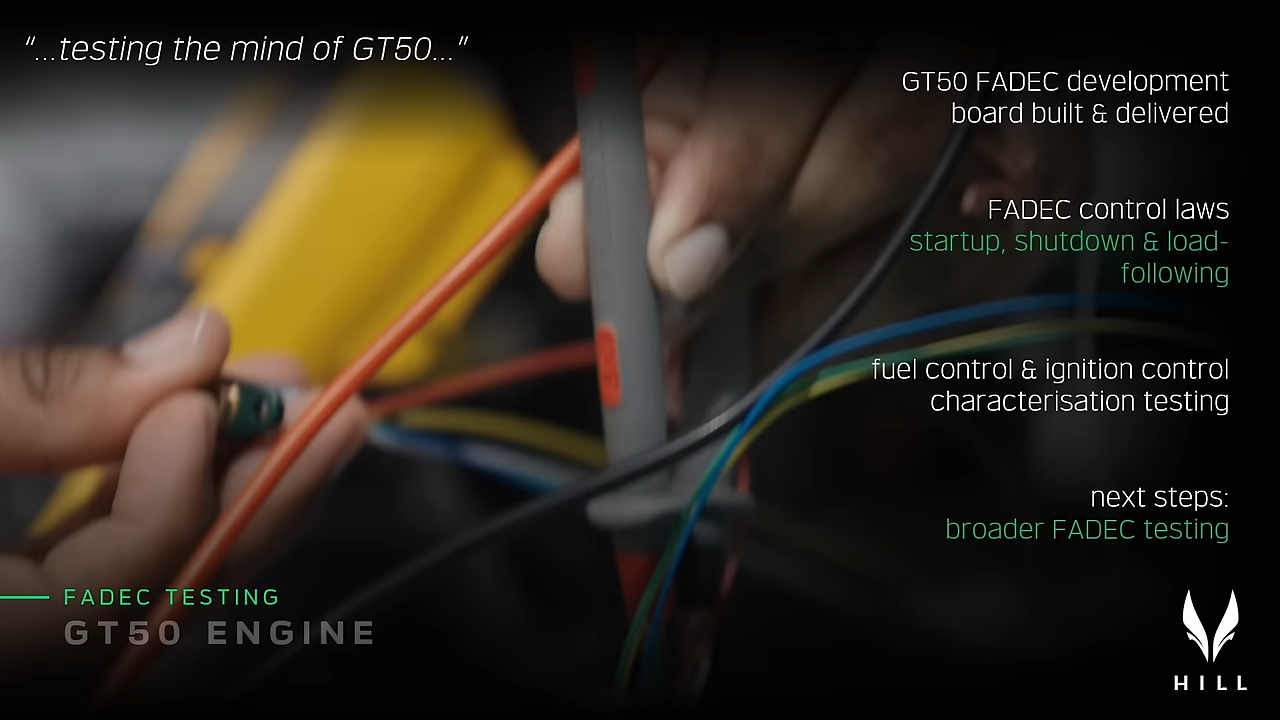 “...testing the mind of GT50...”
GT50 FADEC development
board built & delivered
FADEC control laws
startup, shutdown & load-
following
fuel control & ignition control
characterisation testing
next steps:
broader FADEC testing
FADEC TESTING
GT50 ENGINE
HILL